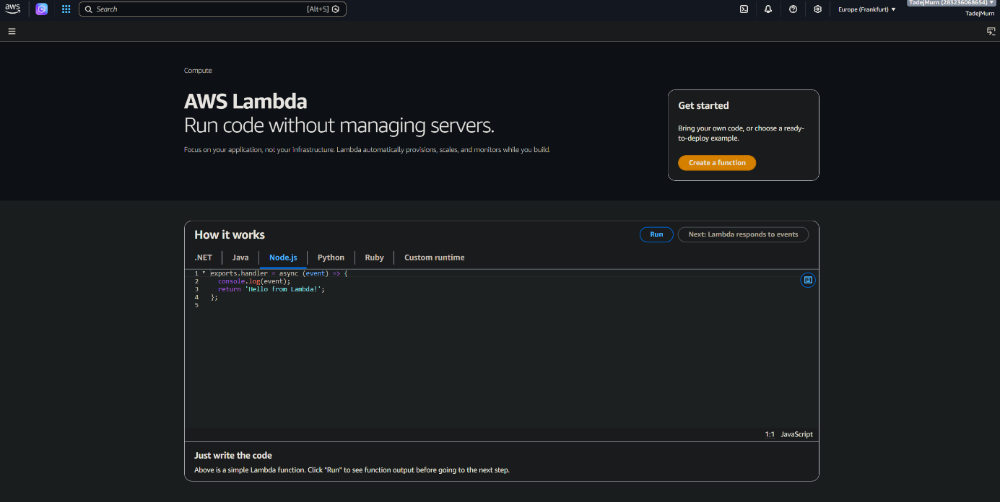 aws
Search
[Alt+S]
Europe (Frankfurt)
TadejMurn (283236068654)
TadejMurn
Compute
AWS Lambda
Run code without managing servers.
Focus on your application, not your infrastructure. Lambda automatically provisions, scales, and monitors while you build.
Get started
Bring your own code, or choose a ready-
to-deploy example.
Create a function
How it works
Run
Next: Lambda responds to events
.NET
Java
Node.js
Python
Ruby
Custom runtime
1 exports.handler = async (event) => {
2 console.log(event);
3 return 'Hello from Lambda!';
4 };
5
1:1 JavaScript
Just write the code
Above is a simple Lambda function. Click "Run" to see function output before going to the next step.